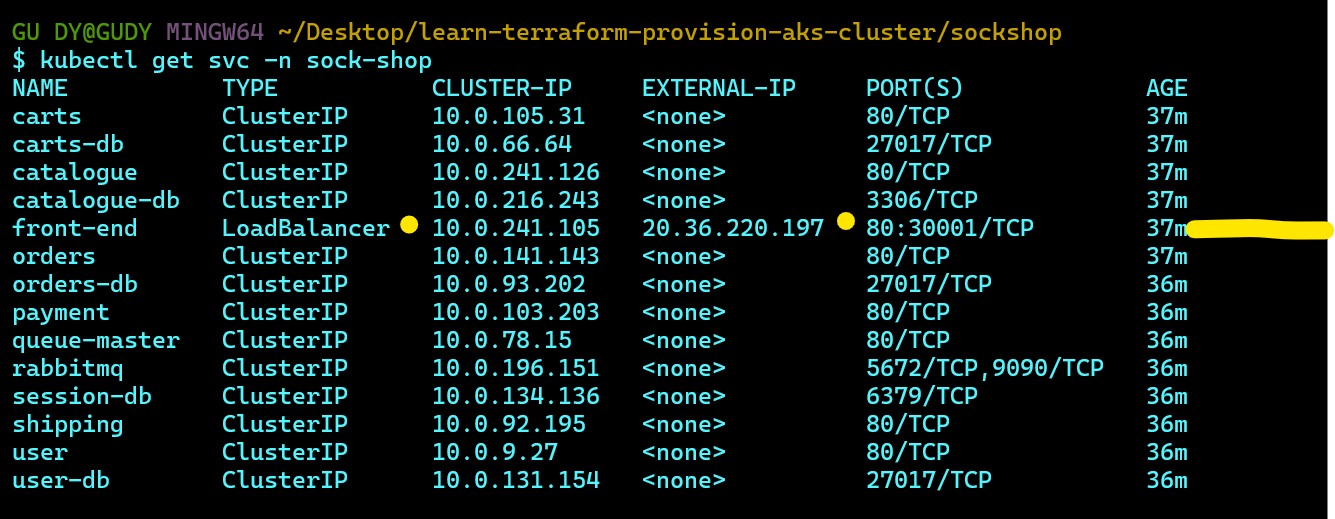 GU DY@GUDY MINGW64 ~/Desktop/learn-terraform-provision-aks-cluster/sockshop
$ kubectl get svc -n sock-shop
NAME TYPE CLUSTER-IP EXTERNAL-IP PORT(S) AGE
carts ClusterIP 10.0.105.31 <none> 80/TCP 37m
carts-db ClusterIP 10.0.66.64 <none> 27017/TCP 37m
catalogue ClusterIP 10.0.241.126 <none> 80/TCP 37m
catalogue-db ClusterIP 10.0.216.243 <none> 3306/TCP 37m
front-end LoadBalancer 10.0.241.105 20.36.220.197 80:30001/TCP 37m
orders ClusterIP 10.0.141.143 <none> 80/TCP 37m
orders-db ClusterIP 10.0.93.202 <none> 27017/TCP 36m
payment ClusterIP 10.0.103.203 <none> 80/TCP 36m
queue-master ClusterIP 10.0.78.15 <none> 80/TCP 36m
rabbitmq ClusterIP 10.0.196.151 <none> 5672/TCP,9090/TCP 36m
session-db ClusterIP 10.0.134.136 <none> 6379/TCP 36m
shipping ClusterIP 10.0.92.195 <none> 80/TCP 36m
user ClusterIP 10.0.9.27 <none> 80/TCP 36m
user-db ClusterIP 10.0.131.154 <none> 27017/TCP 36m